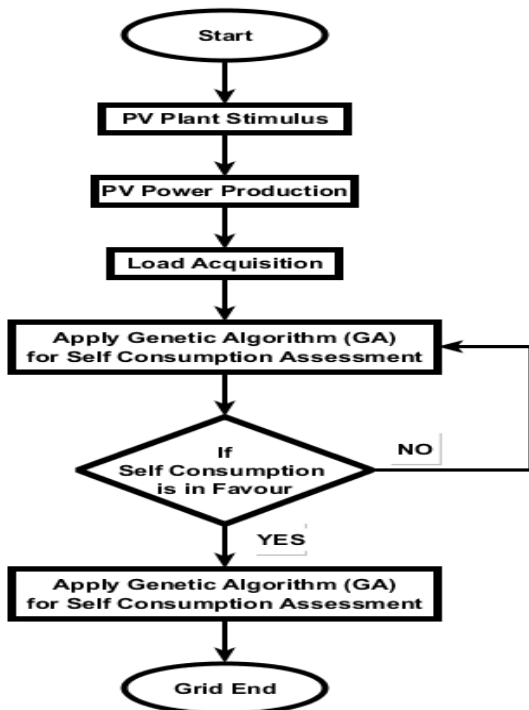 Start
PV Plant Stimulus
PV Power Production
Load Acquisition
Apply Genetic Algorithm (GA)
for Self Consumption Assessment
If
Self Consumption
is in Favour
NO
YES
Apply Genetic Algorithm (GA)
for Self Consumption Assessment
Grid End